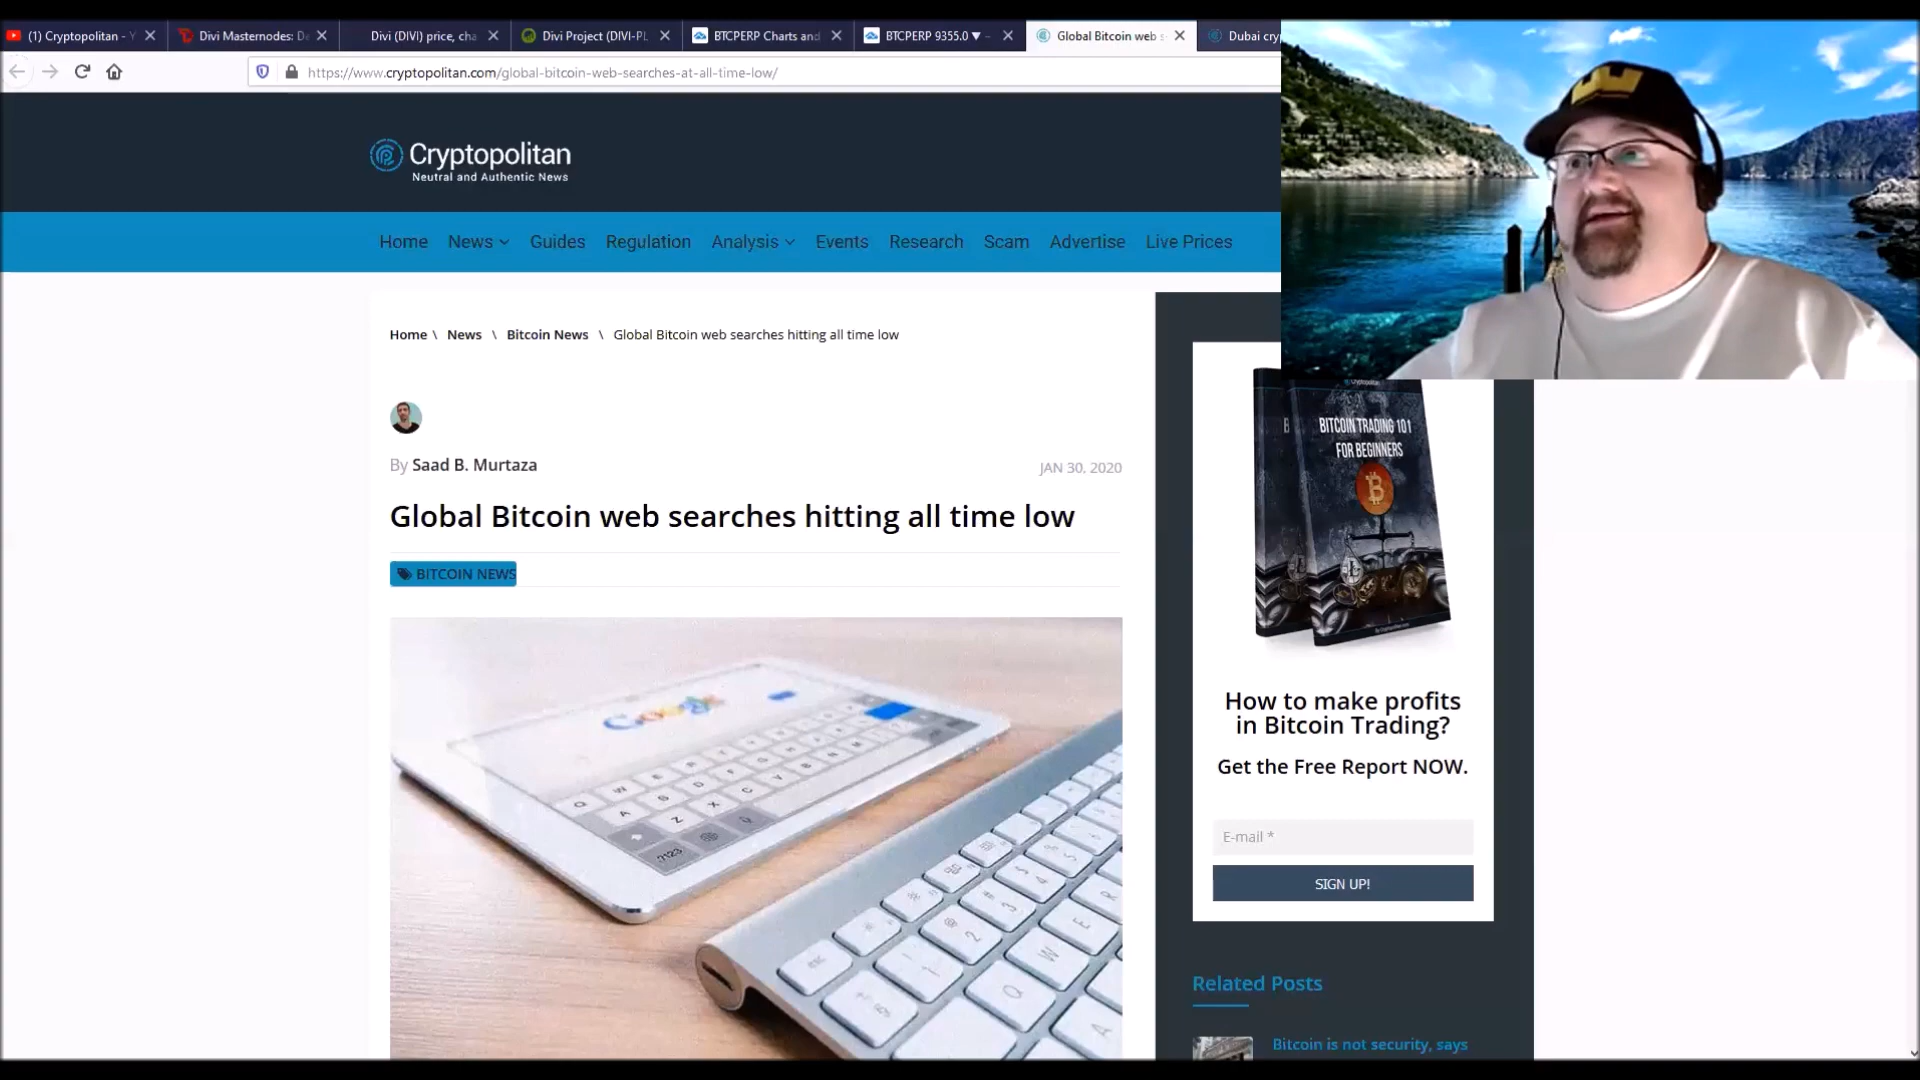 (1) Cryptopolitan - Y
Divi Masternodes: De
Divi (DIVI) price, cha
Divi Project (DIVI-PL
BTCPERP Charts and
BTCPERP 9355.0 ▼ –
Global Bitcoin web s
Dubai cry
https://www.cryptopolitan.com/global-bitcoin-web-searches-at-all-time-low/
Cryptopolitan
Neutral and Authentic News
Home News Guides Regulation Analysis Events Research Scam Advertise Live Prices
Home \ News \ Bitcoin News \ Global Bitcoin web searches hitting all time low
By Saad B. Murtaza
JAN 30, 2020
Global Bitcoin web searches hitting all time low
BITCOIN NEWS
Google
BITCOIN TRADING 101
FOR BEGINNERS
How to make profits
in Bitcoin Trading?
Get the Free Report NOW.
E-mail *
SIGN UP!
Related Posts
Bitcoin is not security, says